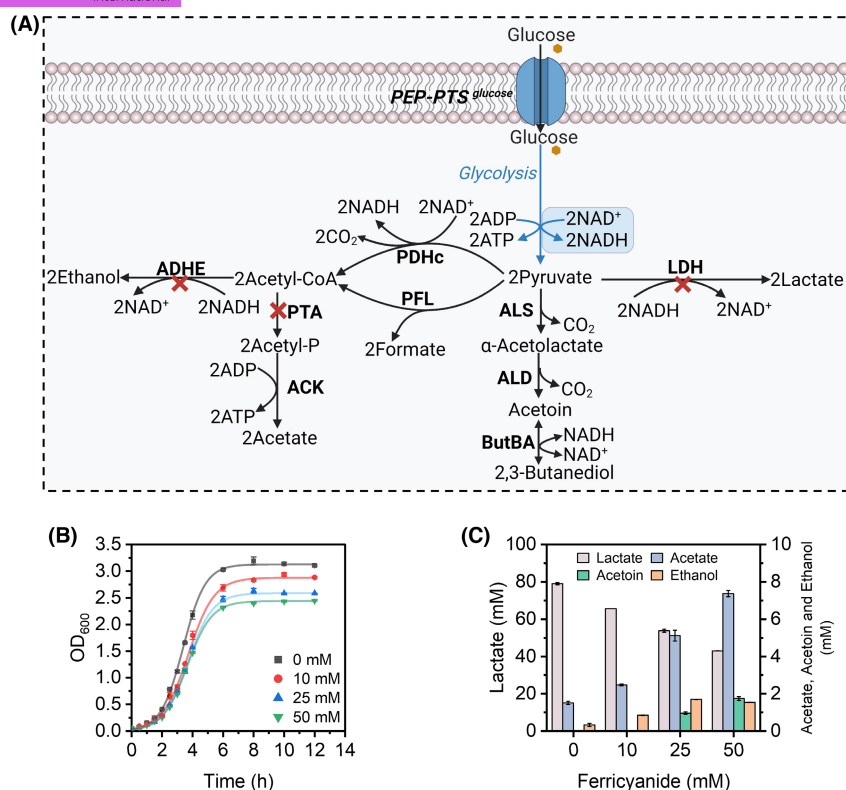 International
(A)
Glucose
PEP-PTS glucose
Glucose
Glycolysis
2NADH 2NAD⁺ 2ADP 2NAD⁺
2CO₂ 2ATP 2NADH
PDHc
2Ethanol ADHE 2Acetyl-CoA 2Pyruvate LDH 2Lactate
2NAD⁺ 2NADH PTA PFL ALS 2NADH 2NAD⁺
CO₂
2Acetyl-P 2Formate α-Acetolactate
2ADP ALD
ACK CO₂
2ATP Acetoin
2Acetate ButBA NADH
NAD⁺
2,3-Butanediol
(B)
3.5
3.0
2.5
2.0
1.5
1.0
0.5
0.0
OD₆₀₀
0 mM
10 mM
25 mM
50 mM
0 2 4 6 8 10 12 14
Time (h)
(C)
100
80
60
40
20
0
Lactate (mM)
Lactate Acetate
Acetoin Ethanol
10
8
6
4
2
0
Acetate, Acetoin and Ethanol
(mM)
0 10 25 50
Ferricyanide (mM)